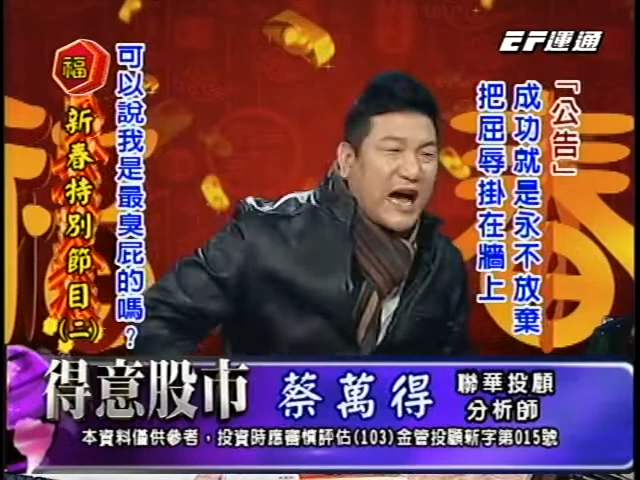 EF運通
「公告」
成功就是永不放棄
把屈辱掛在牆上
可以說我是最臭屁的嗎?
福
新春特別節目(二)
春
得意股市
蔡萬得
聯華投顧
分析師
本資料僅供參考，投資時應審慎評估(103)金管投顧新字第015號